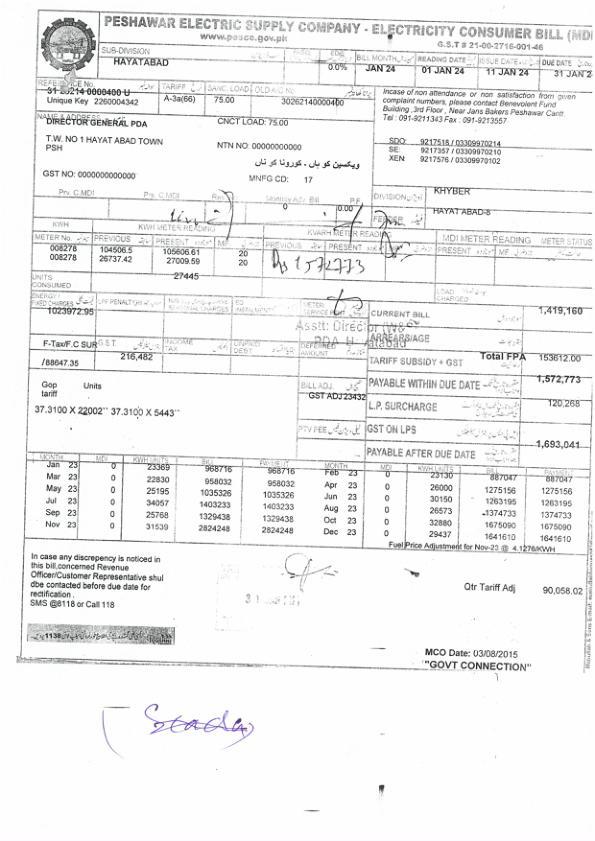 PESHAWAR ELECTRIC SUPPLY COMPANY - ELECTRICITY CONSUMER BILL (MDI
www.pesco.gov.pk
G.S.T # 21-00-2716-001-46
SUB-DIVISION
HAYATABAD
0.0%
BILL MONTH READING DATE ISSUE DATE DUE DATE
JAN 24 01 JAN 24 11 JAN 24 31 JAN 24
REFERENCE No. TARIFF SANC. LOAD OLD A/C No.
31 26214 0000400 U A-3a(66) 75.00 30262140000400
Unique Key 2260004342
Incase of non attendance or non satisfaction from given
complaint numbers, please contact Benevolent Fund
Building ,3rd Floor , Near Jans Bakers Peshawar Cantt
Tel : 091-9211343 Fax : 091-9213557
NAME & ADDRESS
DIRECTOR GENERAL PDA CNCT LOAD: 75.00
T.W. NO 1 HAYAT ABAD TOWN
PSH NTN NO: 00000000000
SDO: 9217518 / 03309970214
SE: 9217357 / 03309970210
XEN: 9217576 / 03309970102
ویکسین کو ہاں - کورونا کو ناں
GST NO: 0000000000000 MNFG CD: 17
DIVISION KHYBER
Prv. C.MDI Prs. C.MDI Monthly Adv. Bill P.F.
0 0.00
FEEDER HAYAT ABAD-8
KWH KWH METER READING KVARH METER READING MDI METER READING METER STATUS
METER No. PREVIOUS PRESENT MF PREVIOUS PRESENT MF PREVIOUS PRESENT MF
008278 104506.5 105606.61 20
008278 26737.42 27009.59 20
Rs 1572773
UNITS
CONSUMED 27445
LOAD
CHARGED
ENERGY /
FIXED CHARGES LPF PENALTY METER
SERVICE RENT
1023972.95
CURRENT BILL 1,419,160
Asstt: Director (W&S
PDA Hayatabad
ARREARS/AGE
F-Tax/F.C SUR G.S.T. INCOME
TAX DEFERRED
AMOUNT
/88647.35 216,482
Total FPA 153612.00
TARIFF SUBSIDY + GST
PAYABLE WITHIN DUE DATE 1,572,773
Gop Units
tariff
BILL ADJ.
GST ADJ 23432
L.P. SURCHARGE 120,268
37.3100 X 22002`` 37.3100 X 5443``
PTV FEE GST ON LPS
PAYABLE AFTER DUE DATE 1,693,041
MONTH MDI KWH UNITS BILL PAYMENT MONTH MDI KWH UNITS BILL PAYMENT
Jan 23 0 23369 968716 968716 Feb 23 0 23130 887047 887047
Mar 23 0 22830 958032 958032 Apr 23 0 26000 1275156 1275156
May 23 0 25195 1035326 1035326 Jun 23 0 30150 1263195 1263195
Jul 23 0 34057 1403233 1403233 Aug 23 0 26573 1374733 1374733
Sep 23 0 25768 1329438 1329438 Oct 23 0 32880 1675090 1675090
Nov 23 0 31539 2824248 2824248 Dec 23 0 29437 1641610 1641610
Fuel Price Adjustment for Nov-23 @ 4.1276/KWH
In case any discrepency is noticed in
this bill,concerned Revenue
Officer/Customer Representative shul
dbe contacted before due date for
rectification .
SMS @8118 or Call 118
Qtr Tariff Adj 90,058.02
MCO Date: 03/08/2015
"GOVT CONNECTION"